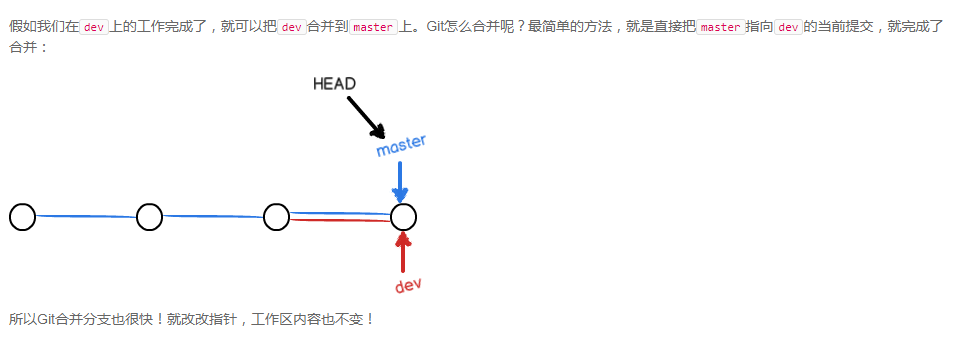 假如我们在dev上的工作完成了，就可以把dev合并到master上。Git怎么合并呢？最简单的方法，就是直接把master指向dev的当前提交，就完成了
合并：
HEAD
master
dev
所以Git合并分支也很快！就改改指针，工作区内容也不变！